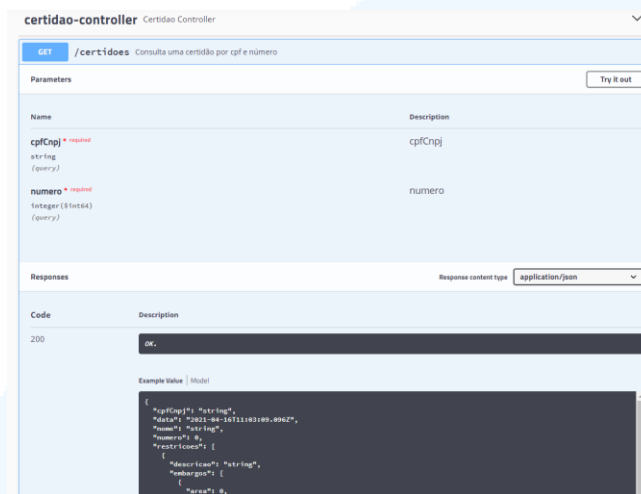 certidao-controller Certidao Controller
GET /certidoes Consulta uma certidão por cpf e número
Parameters
Try it out
Name Description
cpfCnpj * required cpfCnpj
string
(query)
numero * required numero
integer($int64)
(query)
Responses Response content type application/json
Code Description
200 OK.
Example Value | Model
{
"cpfCnpj": "string",
"data": "2021-04-16T11:03:09.096Z",
"nome": "string",
"numero": 0,
"restricoes": [
{
"descricao": "string",
"embargos": [
{
"area": 0,